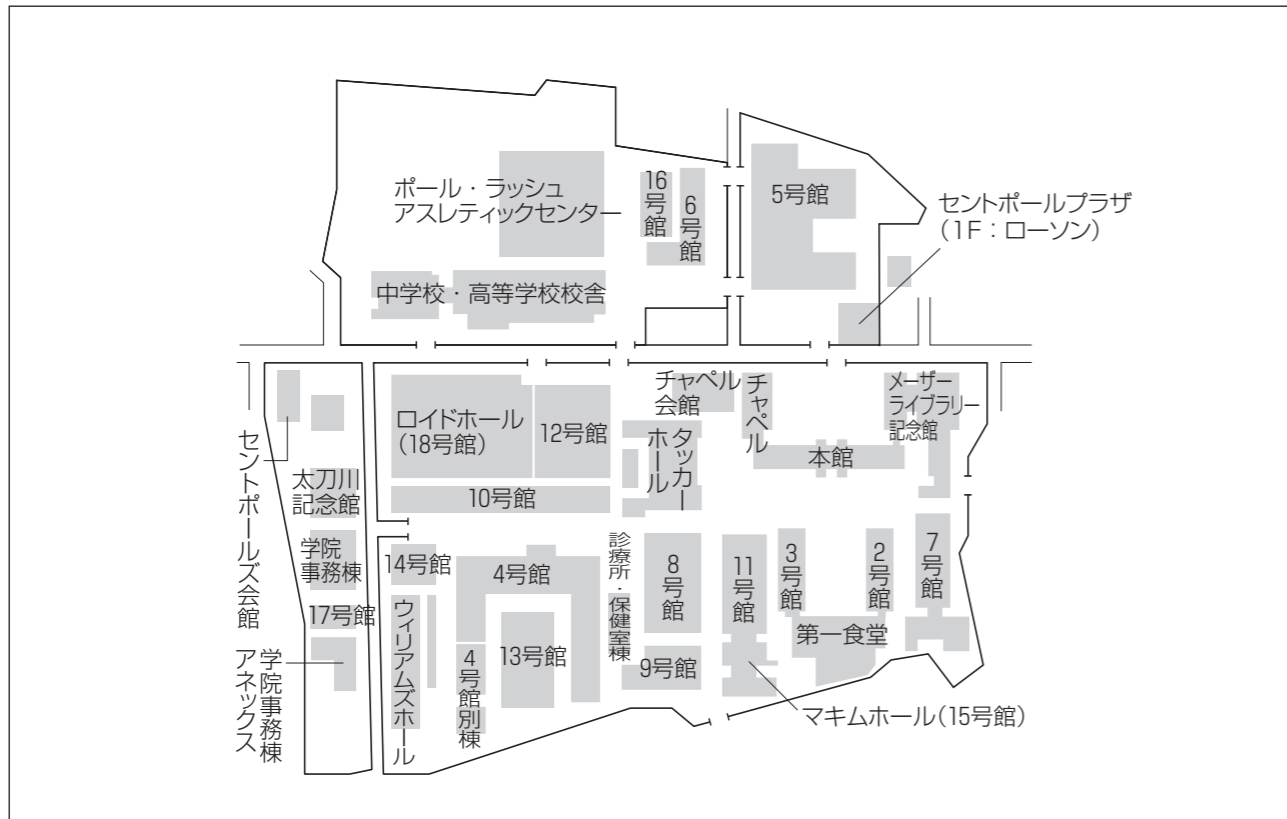 ポール・ラッシュ
アスレティックセンター
16号館
6号館
5号館
セントポールプラザ
(1F：ローソン)
中学校・高等学校校舎
チャペル
会館
チャペル
メーザー
ライブラリー
記念館
ロイドホール
(18号館)
12号館
タッカー
ホール
本館
セントポールズ会館
太刀川
記念館
10号館
学院
事務棟
14号館
4号館
診療所・保健室棟
8号館
11号館
3号館
2号館
7号館
17号館
ウィリアムズホール
13号館
第一食堂
4号館別棟
9号館
学院事務棟
アネックス
マキムホール(15号館)